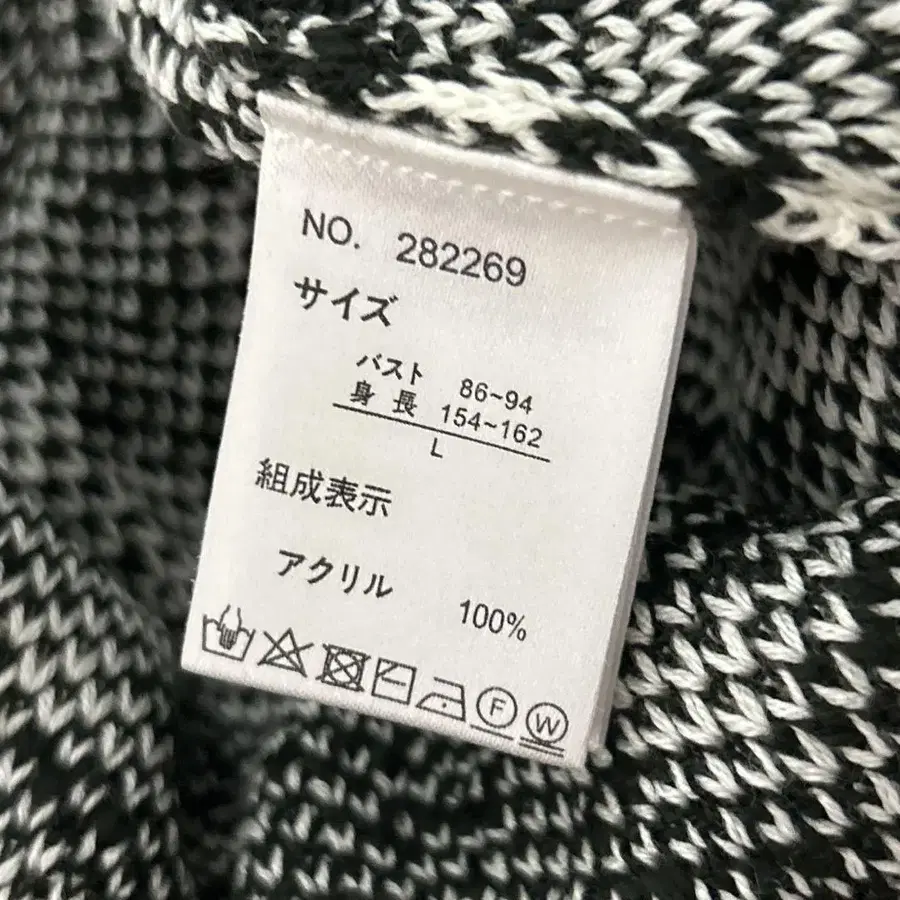 NO. 282269
サイズ
バスト 86~94
身長 154~162
L
組成表示
アクリル 100%
F W